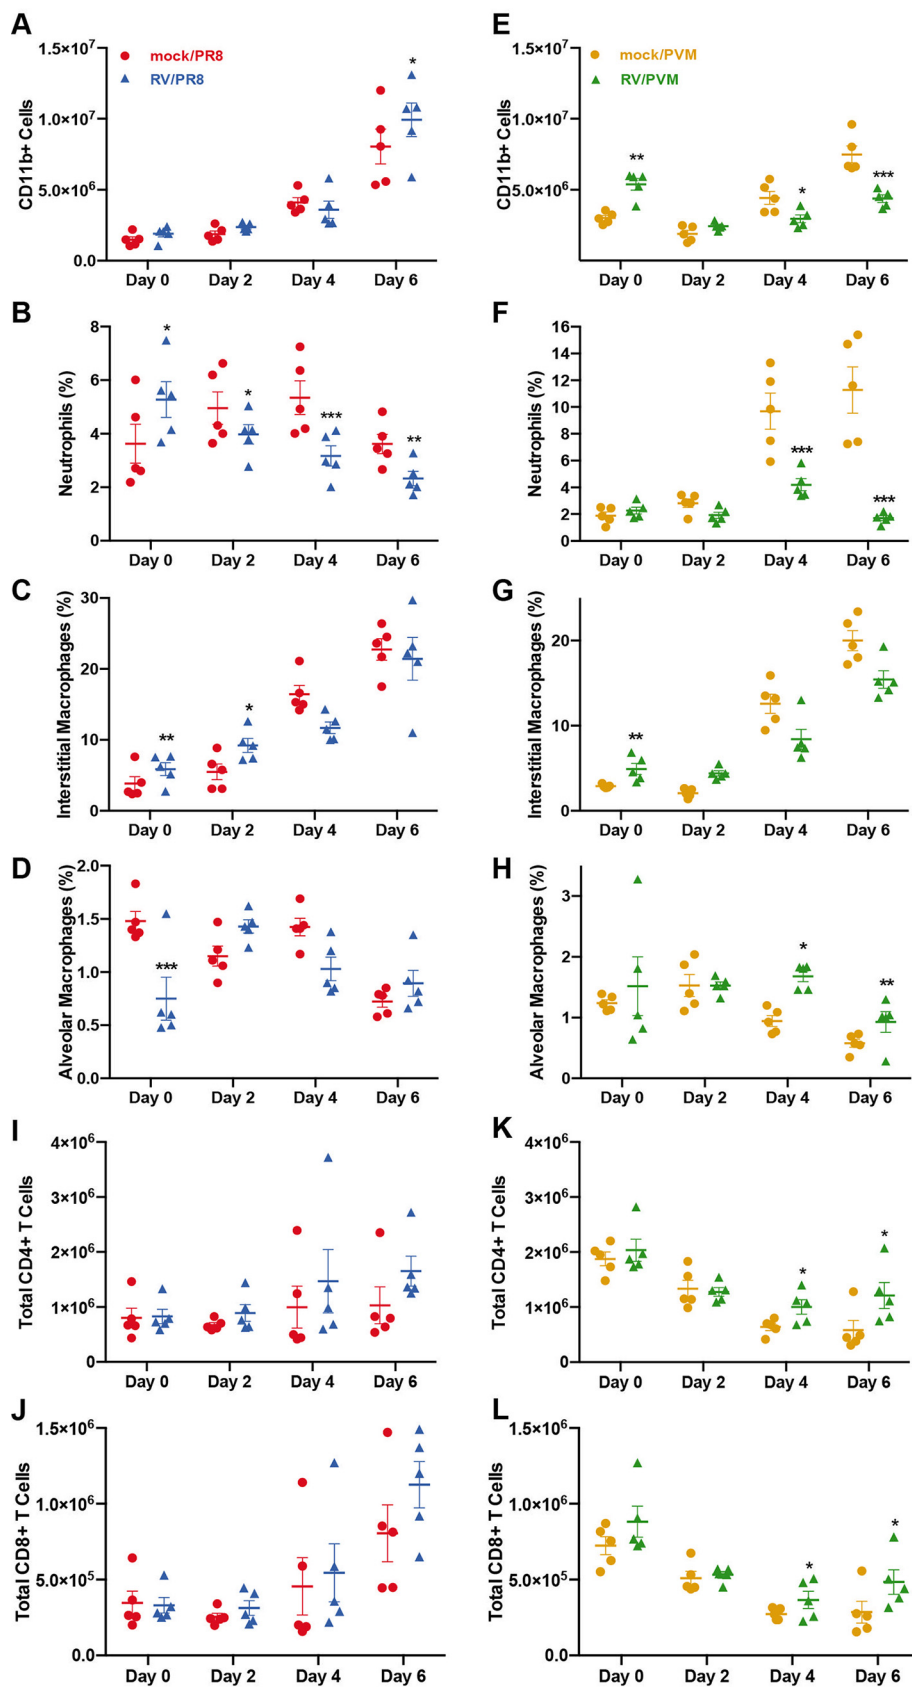 A
mock/PR8
RV/PR8
CD11b+ Cells
1.5×10⁷
1.0×10⁷
5.0×10⁶
0.0
*
Day 0 Day 2 Day 4 Day 6
E
mock/PVM
RV/PVM
CD11b+ Cells
1.5×10⁷
1.0×10⁷
5.0×10⁶
** * ***
Day 0 Day 2 Day 4 Day 6
B
Neutrophils (%)
8
6
4
2
0
* * *** **
Day 0 Day 2 Day 4 Day 6
F
Neutrophils (%)
16
14
12
10
8
6
4
2
0
*** ***
Day 0 Day 2 Day 4 Day 6
C
Interstitial Macrophages (%)
30
20
10
0
** *
Day 0 Day 2 Day 4 Day 6
G
Interstitial Macrophages (%)
20
10
0
**
Day 0 Day 2 Day 4 Day 6
D
Alveolar Macrophages (%)
2.0
1.5
1.0
0.5
0.0
***
Day 0 Day 2 Day 4 Day 6
H
Alveolar Macrophages (%)
3
2
1
0
* **
Day 0 Day 2 Day 4 Day 6
I
Total CD4+ T Cells
4×10⁶
3×10⁶
2×10⁶
1×10⁶
0
Day 0 Day 2 Day 4 Day 6
K
Total CD4+ T Cells
4×10⁶
3×10⁶
2×10⁶
1×10⁶
0
* *
Day 0 Day 2 Day 4 Day 6
J
Total CD8+ T Cells
1.5×10⁶
1.0×10⁶
5.0×10⁵
0.0
Day 0 Day 2 Day 4 Day 6
L
Total CD8+ T Cells
1.5×10⁶
1.0×10⁶
5.0×10⁵
0.0
* *
Day 0 Day 2 Day 4 Day 6